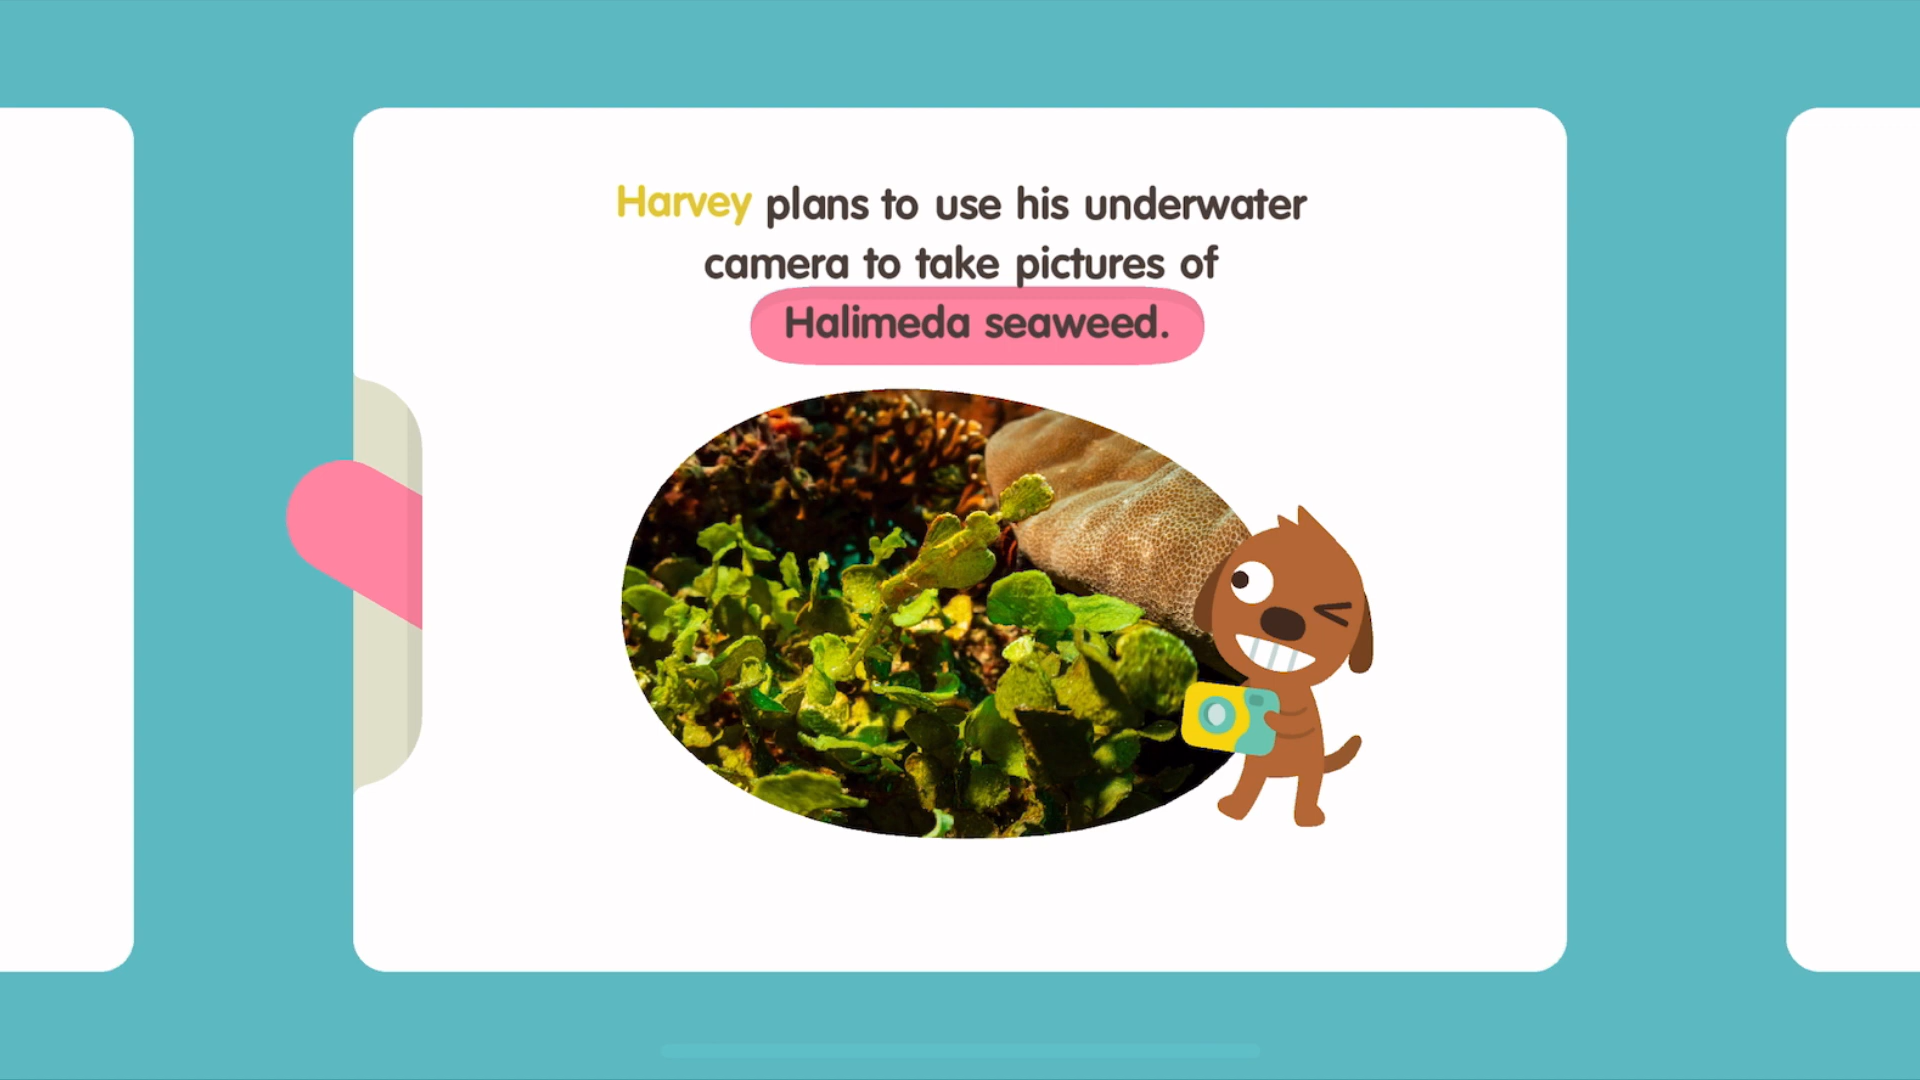 Harvey plans to use his underwater
camera to take pictures of
Halimeda seaweed.